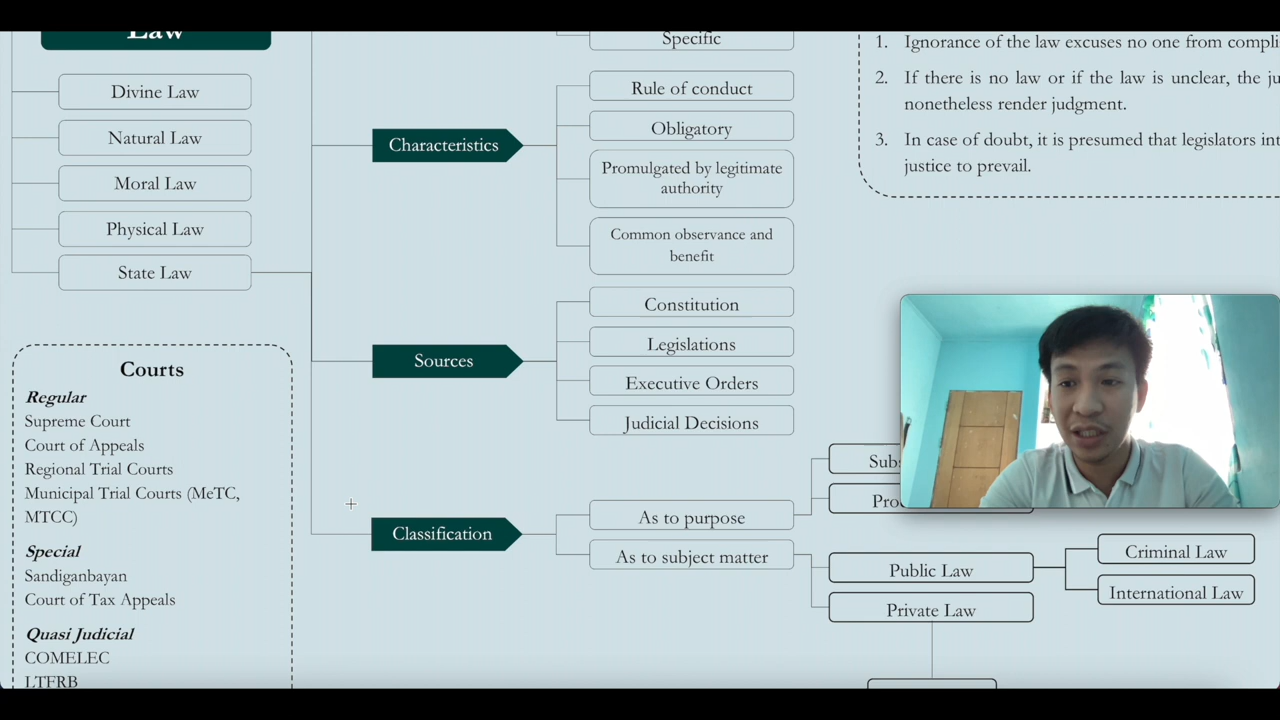 Law
Divine Law
Natural Law
Moral Law
Physical Law
State Law
Courts
Regular
Supreme Court
Court of Appeals
Regional Trial Courts
Municipal Trial Courts (MeTC,
MTCC)
Special
Sandiganbayan
Court of Tax Appeals
Quasi Judicial
COMELEC
LTFRB
Specific
Characteristics
Rule of conduct
Obligatory
Promulgated by legitimate
authority
Common observance and
benefit
Sources
Constitution
Legislations
Executive Orders
Judicial Decisions
Classification
As to purpose
As to subject matter
Public Law
Private Law
Criminal Law
International Law
1. Ignorance of the law excuses no one from
2. If there is no law or if the law is unclear, the
nonetheless render judgment.
3. In case of doubt, it is presumed that legislators
justice to prevail.